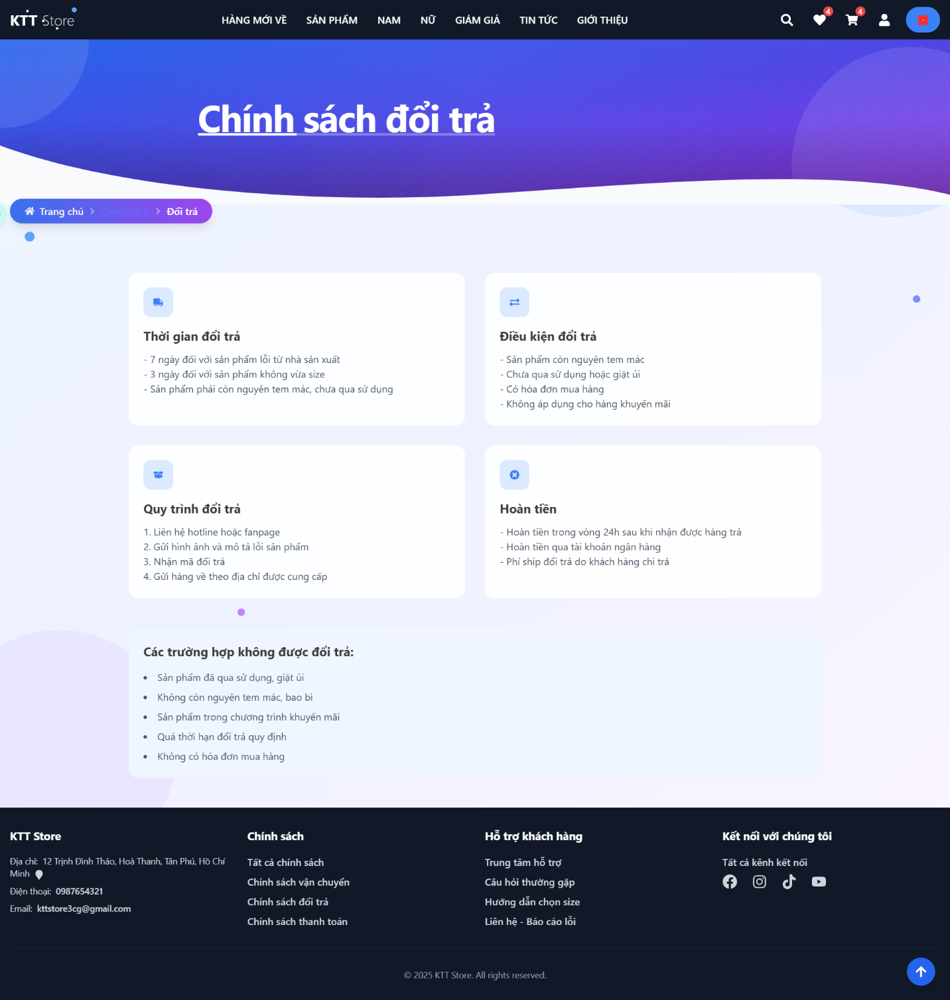 KTT Store
HÀNG MỚI VỀ
SẢN PHẨM
NAM
NỮ
GIẢM GIÁ
TIN TỨC
GIỚI THIỆU
4
4
Chính sách đổi trả
Trang chủ
Chính sách
Đổi trả
Thời gian đổi trả
- 7 ngày đối với sản phẩm lỗi từ nhà sản xuất
- 3 ngày đối với sản phẩm không vừa size
- Sản phẩm phải còn nguyên tem mác, chưa qua sử dụng
Điều kiện đổi trả
- Sản phẩm còn nguyên tem mác
- Chưa qua sử dụng hoặc giặt ủi
- Có hóa đơn mua hàng
- Không áp dụng cho hàng khuyến mãi
Quy trình đổi trả
1. Liên hệ hotline hoặc fanpage
2. Gửi hình ảnh và mô tả lỗi sản phẩm
3. Nhận mã đổi trả
4. Gửi hàng về theo địa chỉ được cung cấp
Hoàn tiền
- Hoàn tiền trong vòng 24h sau khi nhận được hàng trả
- Hoàn tiền qua tài khoản ngân hàng
- Phí ship đổi trả do khách hàng chi trả
Các trường hợp không được đổi trả:
• Sản phẩm đã qua sử dụng, giặt ủi
• Không còn nguyên tem mác, bao bì
• Sản phẩm trong chương trình khuyến mãi
• Quá thời hạn đổi trả quy định
• Không có hóa đơn mua hàng
KTT Store
Địa chỉ: 12 Trịnh Đình Thảo, Hoà Thanh, Tân Phú, Hồ Chí
Minh
Điện thoại: 0987654321
Email: kttstore3cg@gmail.com
Chính sách
Tất cả chính sách
Chính sách vận chuyển
Chính sách đổi trả
Chính sách thanh toán
Hỗ trợ khách hàng
Trung tâm hỗ trợ
Câu hỏi thường gặp
Hướng dẫn chọn size
Liên hệ - Báo cáo lỗi
Kết nối với chúng tôi
Tất cả kênh kết nối
© 2025 KTT Store. All rights reserved.